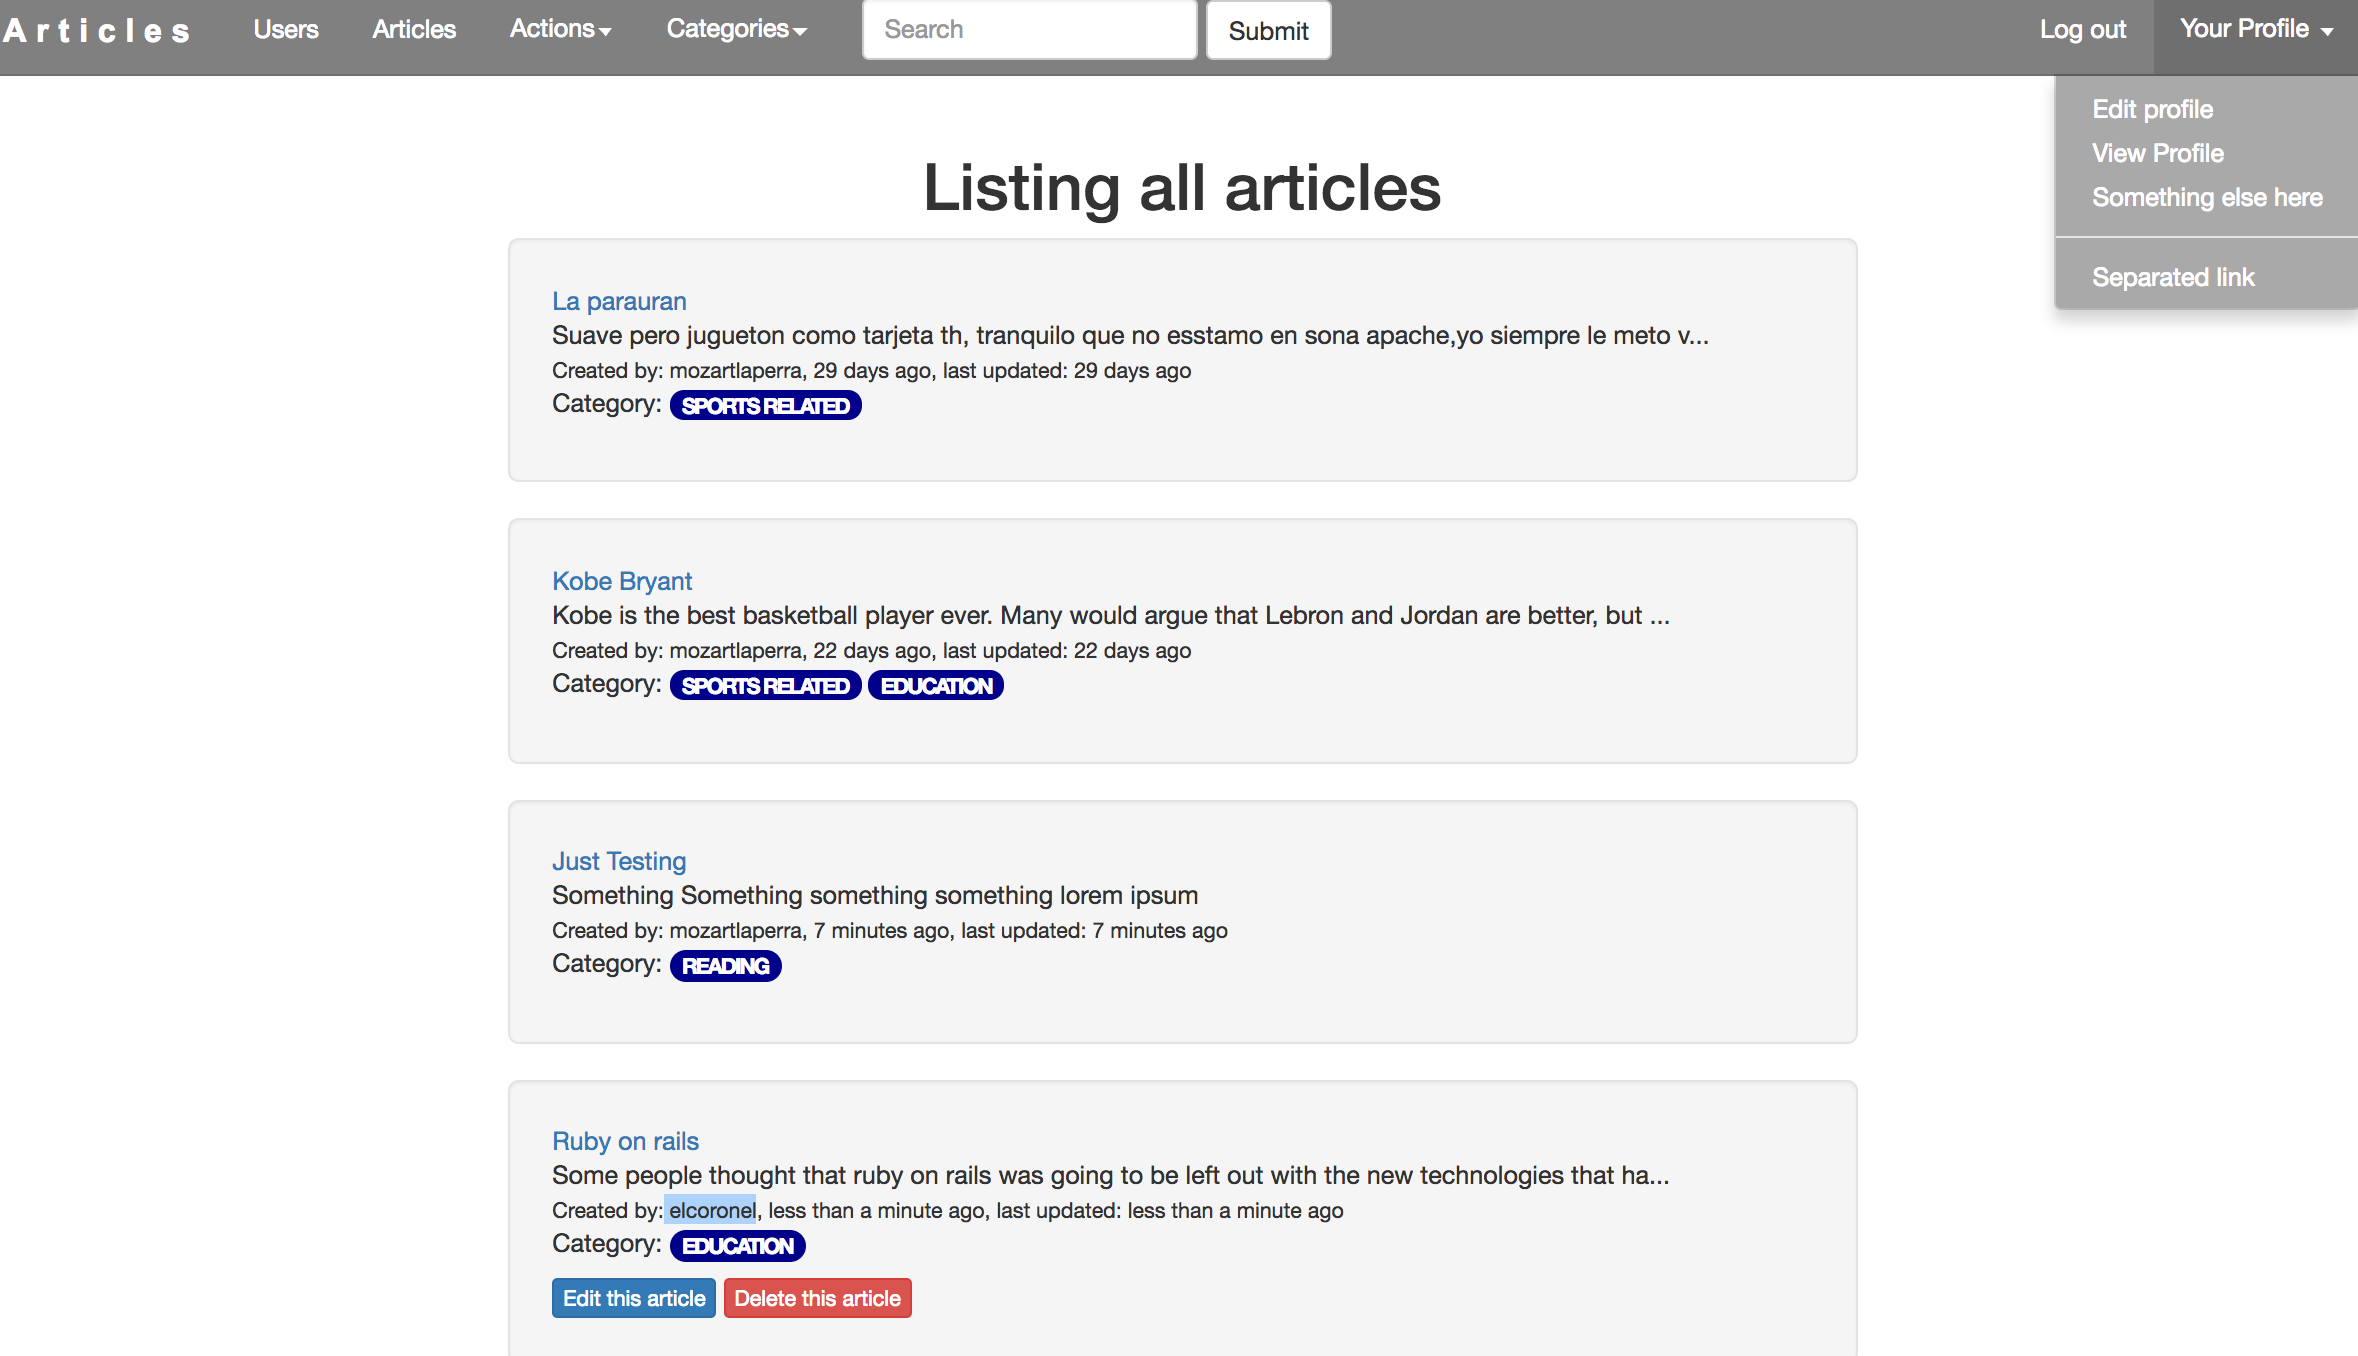 Articles Users Articles Actions Categories Search Submit Log out Your Profile
Edit profile
View Profile
Something else here
Separated link
Listing all articles
La parauran
Suave pero jugueton como tarjeta th, tranquilo que no esstamo en sona apache,yo siempre le meto v...
Created by: mozartlaperra, 29 days ago, last updated: 29 days ago
Category: SPORTS RELATED
Kobe Bryant
Kobe is the best basketball player ever. Many would argue that Lebron and Jordan are better, but ...
Created by: mozartlaperra, 22 days ago, last updated: 22 days ago
Category: SPORTS RELATED EDUCATION
Just Testing
Something Something something something lorem ipsum
Created by: mozartlaperra, 7 minutes ago, last updated: 7 minutes ago
Category: READING
Ruby on rails
Some people thought that ruby on rails was going to be left out with the new technologies that ha...
Created by: elcoronel, less than a minute ago, last updated: less than a minute ago
Category: EDUCATION
Edit this article Delete this article